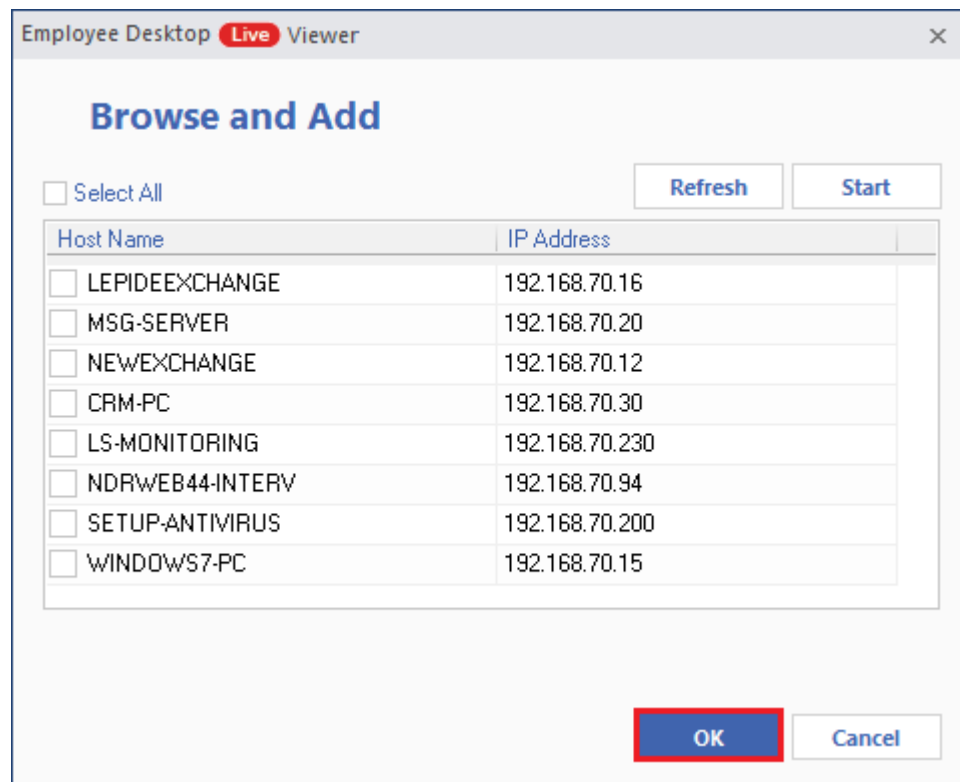 Employee Desktop Live Viewer
Browse and Add
Select All Refresh Start
Host Name IP Address
LEPIDEEXCHANGE 192.168.70.16
MSG-SERVER 192.168.70.20
NEWEXCHANGE 192.168.70.12
CRM-PC 192.168.70.30
LS-MONITORING 192.168.70.230
NDRWEB44-INTERV 192.168.70.94
SETUP-ANTIVIRUS 192.168.70.200
WINDOWS7-PC 192.168.70.15
OK Cancel